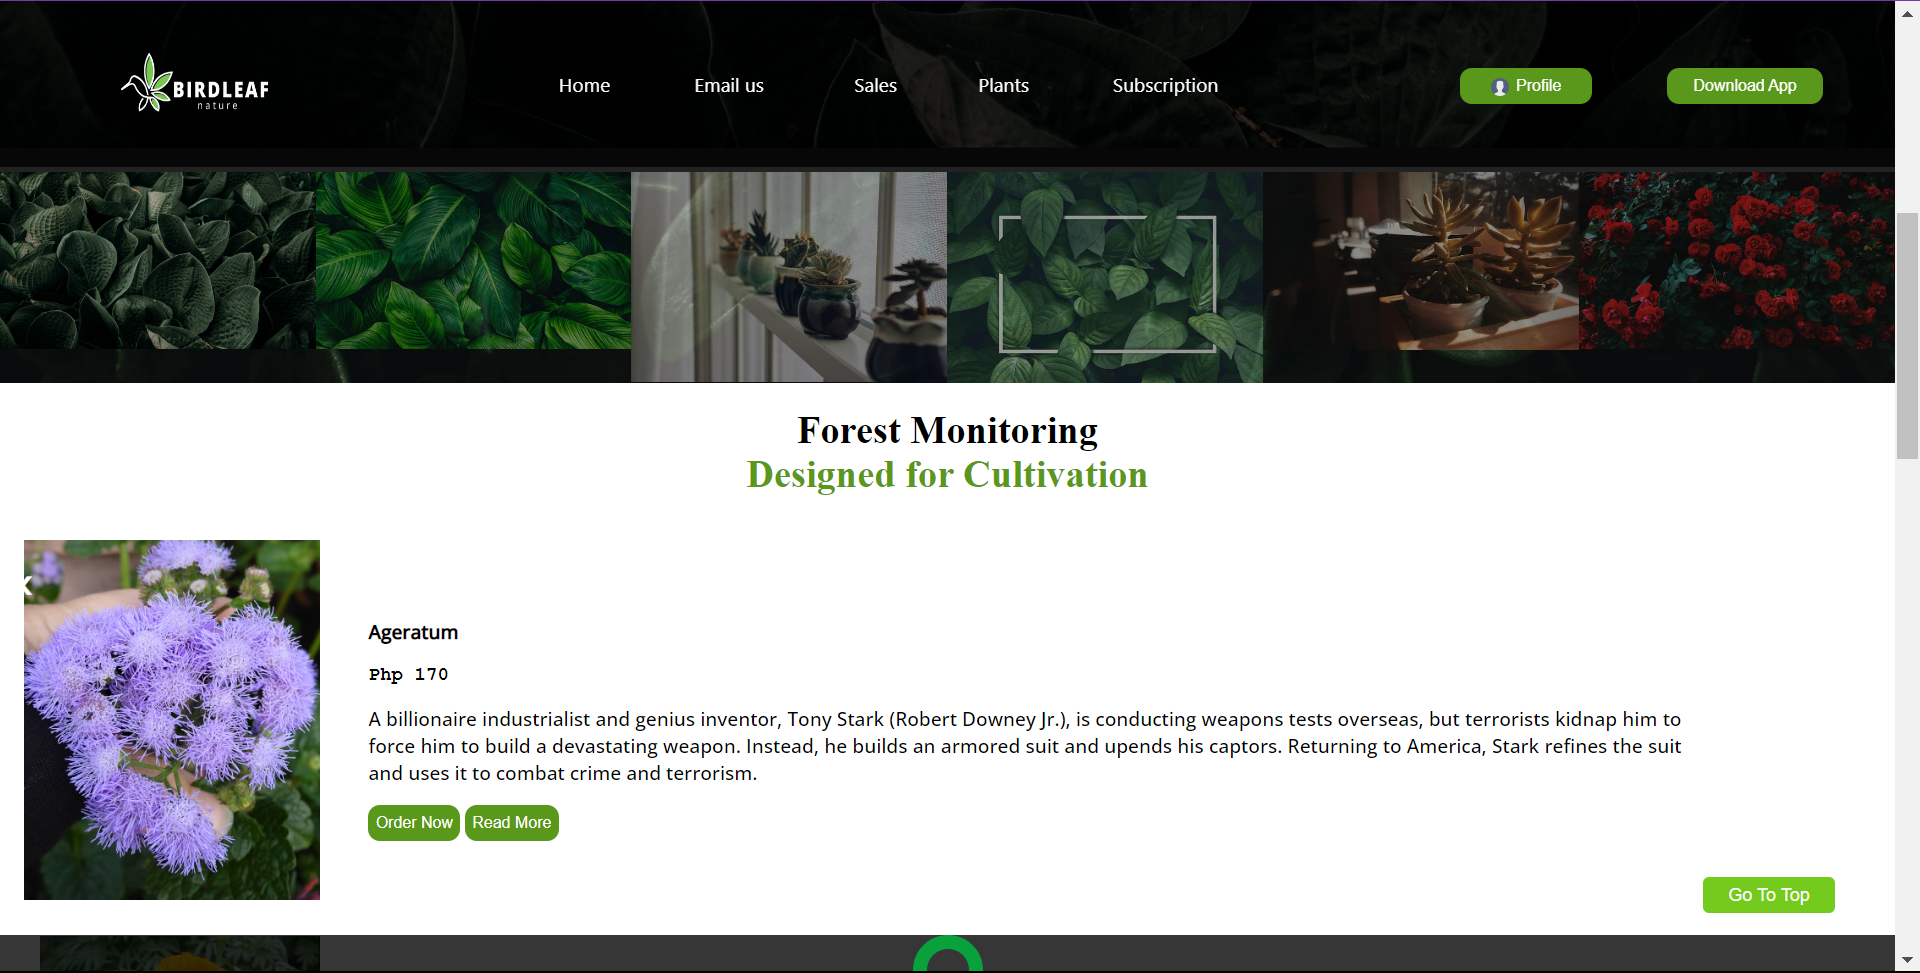 BIRDLEAF
nature
Home
Email us
Sales
Plants
Subscription
Profile
Download App
Forest Monitoring
Designed for Cultivation
Ageratum
Php 170
A billionaire industrialist and genius inventor, Tony Stark (Robert Downey Jr.), is conducting weapons tests overseas, but terrorists kidnap him to
force him to build a devastating weapon. Instead, he builds an armored suit and upends his captors. Returning to America, Stark refines the suit
and uses it to combat crime and terrorism.
Order Now
Read More
Go To Top